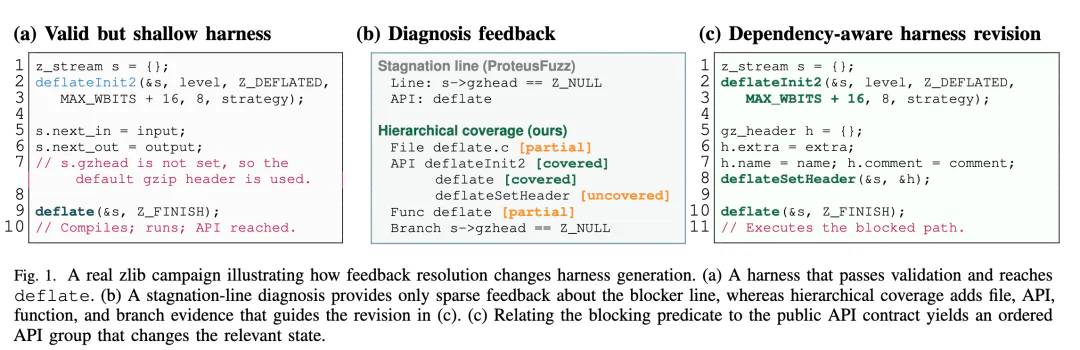 (a) Valid but shallow harness
1 z_stream s = {};
2 deflateInit2(&s, level, Z_DEFLATED,
3 MAX_WBITS + 16, 8, strategy);
4
5 s.next_in = input;
6 s.next_out = output;
7 // s.gzhead is not set, so the
default gzip header is used.
8
9 deflate(&s, Z_FINISH);
10 // Compiles; runs; API reached.
(b) Diagnosis feedback
Stagnation line (ProteusFuzz)
Line: s->gzhead == Z_NULL
API: deflate
Hierarchical coverage (ours)
File deflate.c [partial]
API deflateInit2 [covered]
deflate [covered]
deflateSetHeader [uncovered]
Func deflate [partial]
Branch s->gzhead == Z_NULL
(c) Dependency-aware harness revision
1 z_stream s = {};
2 deflateInit2(&s, level, Z_DEFLATED,
3 MAX_WBITS + 16, 8, strategy);
4
5 gz_header h = {};
6 h.extra = extra;
7 h.name = name; h.comment = comment;
8 deflateSetHeader(&s, &h);
9
10 deflate(&s, Z_FINISH);
11 // Executes the blocked path.
Fig. 1. A real zlib campaign illustrating how feedback resolution changes harness generation. (a) A harness that passes validation and reaches
deflate. (b) A stagnation-line diagnosis provides only sparse feedback about the blocker line, whereas hierarchical coverage adds file, API,
function, and branch evidence that guides the revision in (c). (c) Relating the blocking predicate to the public API contract yields an ordered
API group that changes the relevant state.